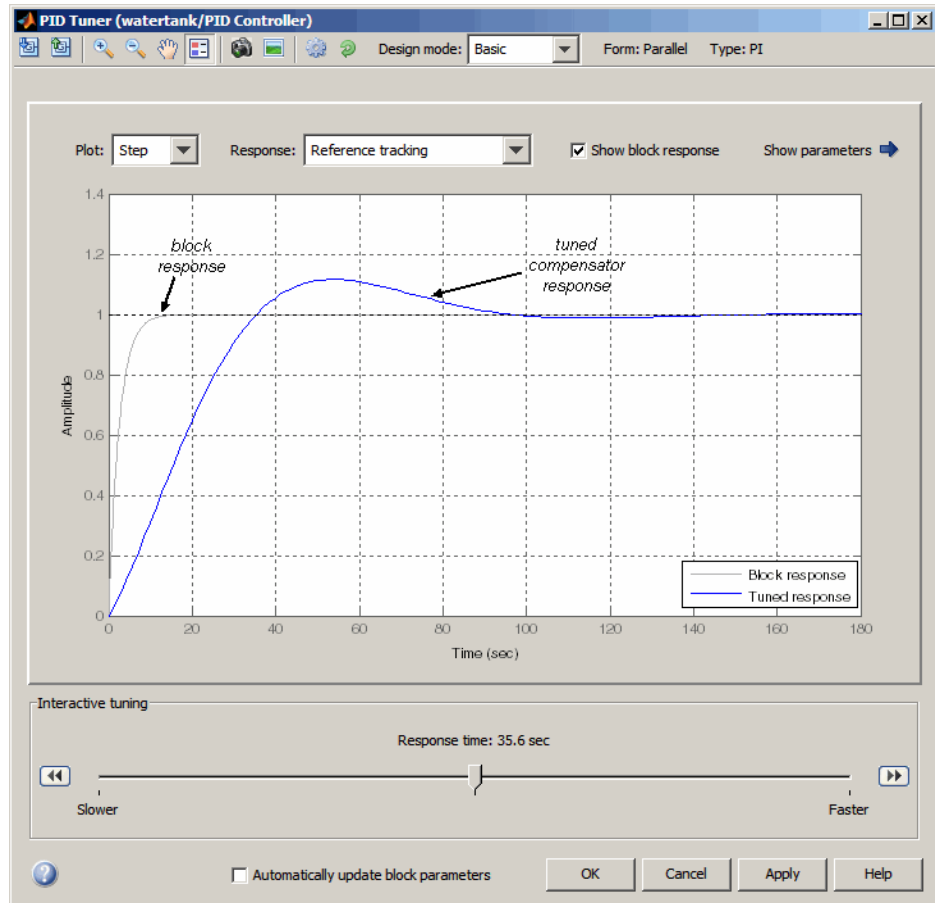 PID Tuner (watertank/PID Controller)
Design mode: Basic Form: Parallel Type: PI
Plot: Step Response: Reference tracking Show block response Show parameters
1.4
1.2
1
0.8
0.6
0.4
0.2
0
Amplitude
block
response
tuned
compensator
response
Block response
Tuned response
0 20 40 60 80 100 120 140 160 180
Time (sec)
Interactive tuning
Response time: 35.6 sec
Slower Faster
Automatically update block parameters OK Cancel Apply Help